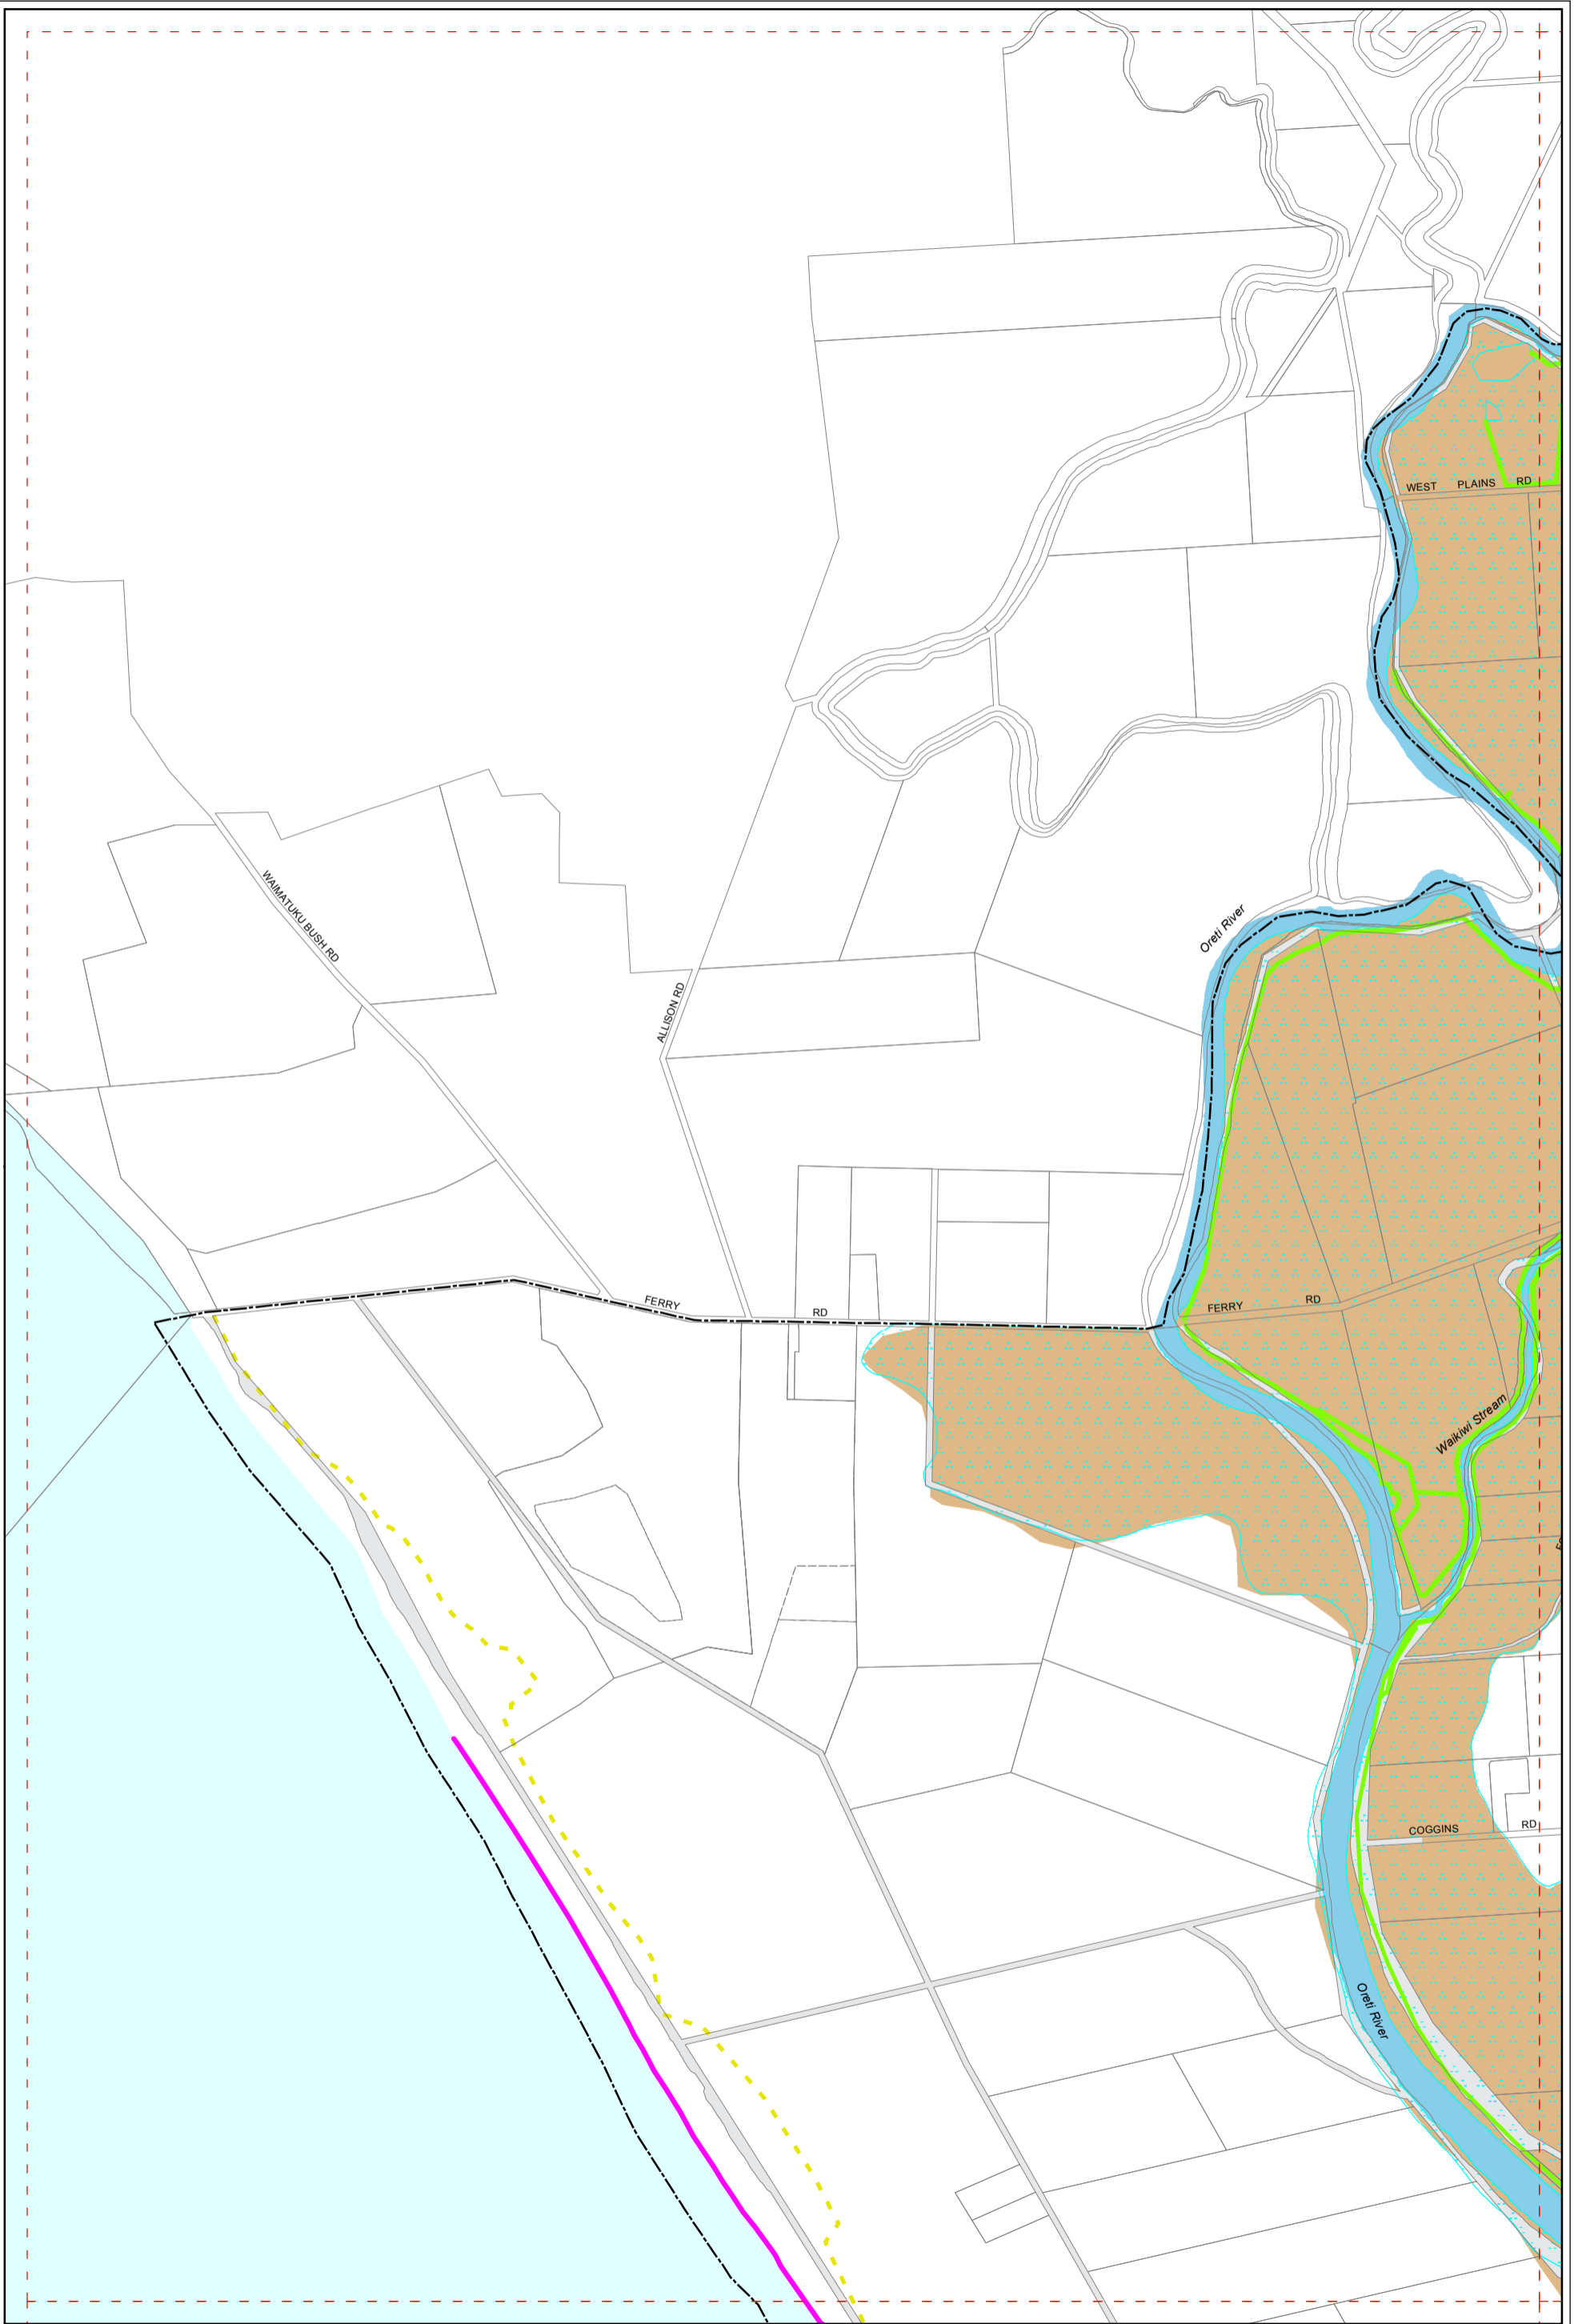 WEST PLAINS RD
WAIMATUKU BUSH RD
Oreti River
ALLISON RD
FERRY RD
FERRY RD
Waikiwi Stream
COGGINS RD
Oreti River